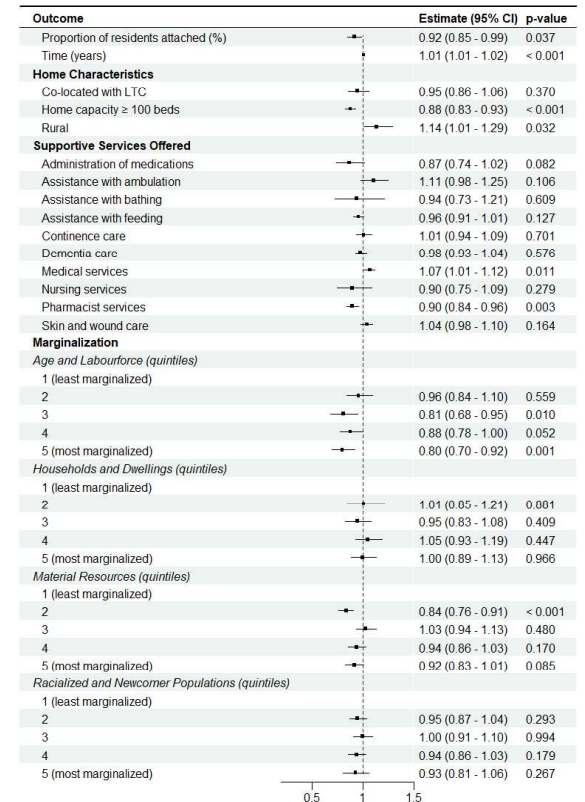 Outcome Estimate (95% CI) p-value
Proportion of residents attached (%) 0.92 (0.85 - 0.99) 0.037
Time (years) 1.01 (1.01 - 1.02) < 0.001
Home Characteristics
Co-located with LTC 0.95 (0.86 - 1.06) 0.370
Home capacity ≥ 100 beds 0.88 (0.83 - 0.93) < 0.001
Rural 1.14 (1.01 - 1.29) 0.032
Supportive Services Offered
Administration of medications 0.87 (0.74 - 1.02) 0.082
Assistance with ambulation 1.11 (0.98 - 1.25) 0.106
Assistance with bathing 0.94 (0.73 - 1.21) 0.609
Assistance with feeding 0.96 (0.91 - 1.01) 0.127
Continence care 1.01 (0.94 - 1.09) 0.701
Dementia care 0.98 (0.93 - 1.04) 0.576
Medical services 1.07 (1.01 - 1.12) 0.011
Nursing services 0.90 (0.75 - 1.09) 0.279
Pharmacist services 0.90 (0.84 - 0.96) 0.003
Skin and wound care 1.04 (0.98 - 1.10) 0.164
Marginalization
Age and Labourforce (quintiles)
1 (least marginalized)
2 0.96 (0.84 - 1.10) 0.559
3 0.81 (0.68 - 0.95) 0.010
4 0.88 (0.78 - 1.00) 0.052
5 (most marginalized) 0.80 (0.70 - 0.92) 0.001
Households and Dwellings (quintiles)
1 (least marginalized)
2 1.01 (0.85 - 1.21)
3 0.95 (0.83 - 1.08) 0.409
4 1.05 (0.93 - 1.19) 0.447
5 (most marginalized) 1.00 (0.89 - 1.13) 0.966
Material Resources (quintiles)
1 (least marginalized)
2 0.84 (0.76 - 0.91) < 0.001
3 1.03 (0.94 - 1.13) 0.480
4 0.94 (0.86 - 1.03) 0.170
5 (most marginalized) 0.92 (0.83 - 1.01) 0.085
Racialized and Newcomer Populations (quintiles)
1 (least marginalized)
2 0.95 (0.87 - 1.04) 0.293
3 1.00 (0.91 - 1.10) 0.994
4 0.94 (0.86 - 1.03) 0.179
5 (most marginalized) 0.93 (0.81 - 1.06) 0.267
0.5 1 1.5